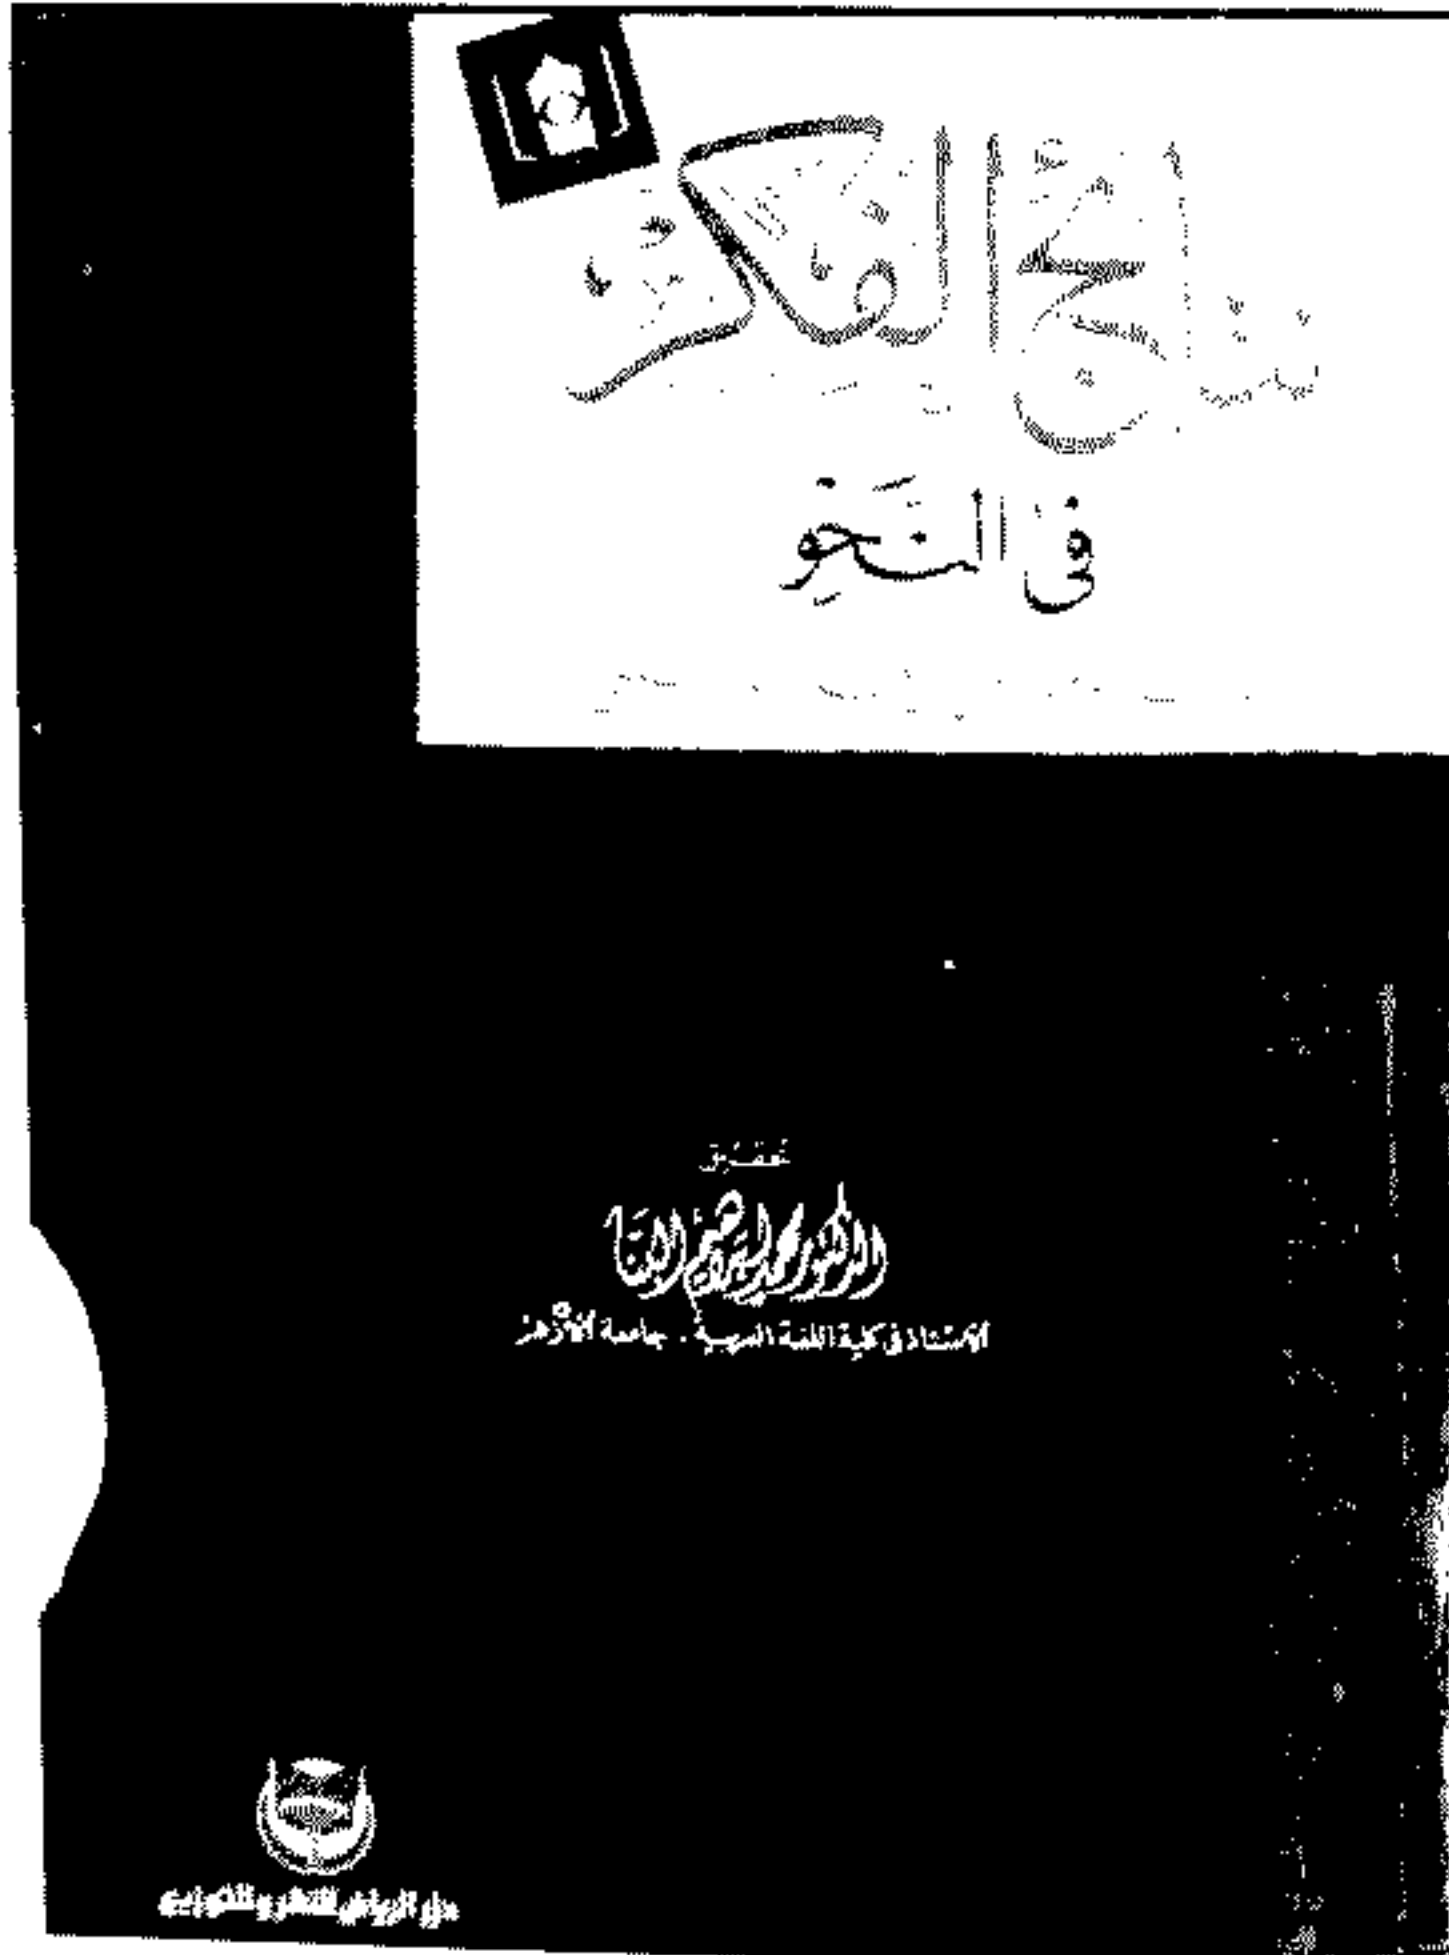 نتائج الفكر
في النحو
تحقيق
الدكتور محمد إبراهيم البنا
الأستاذ في كلية اللغة العربية - جامعة الأزهر
دار الرياض للنشر والتوزيع